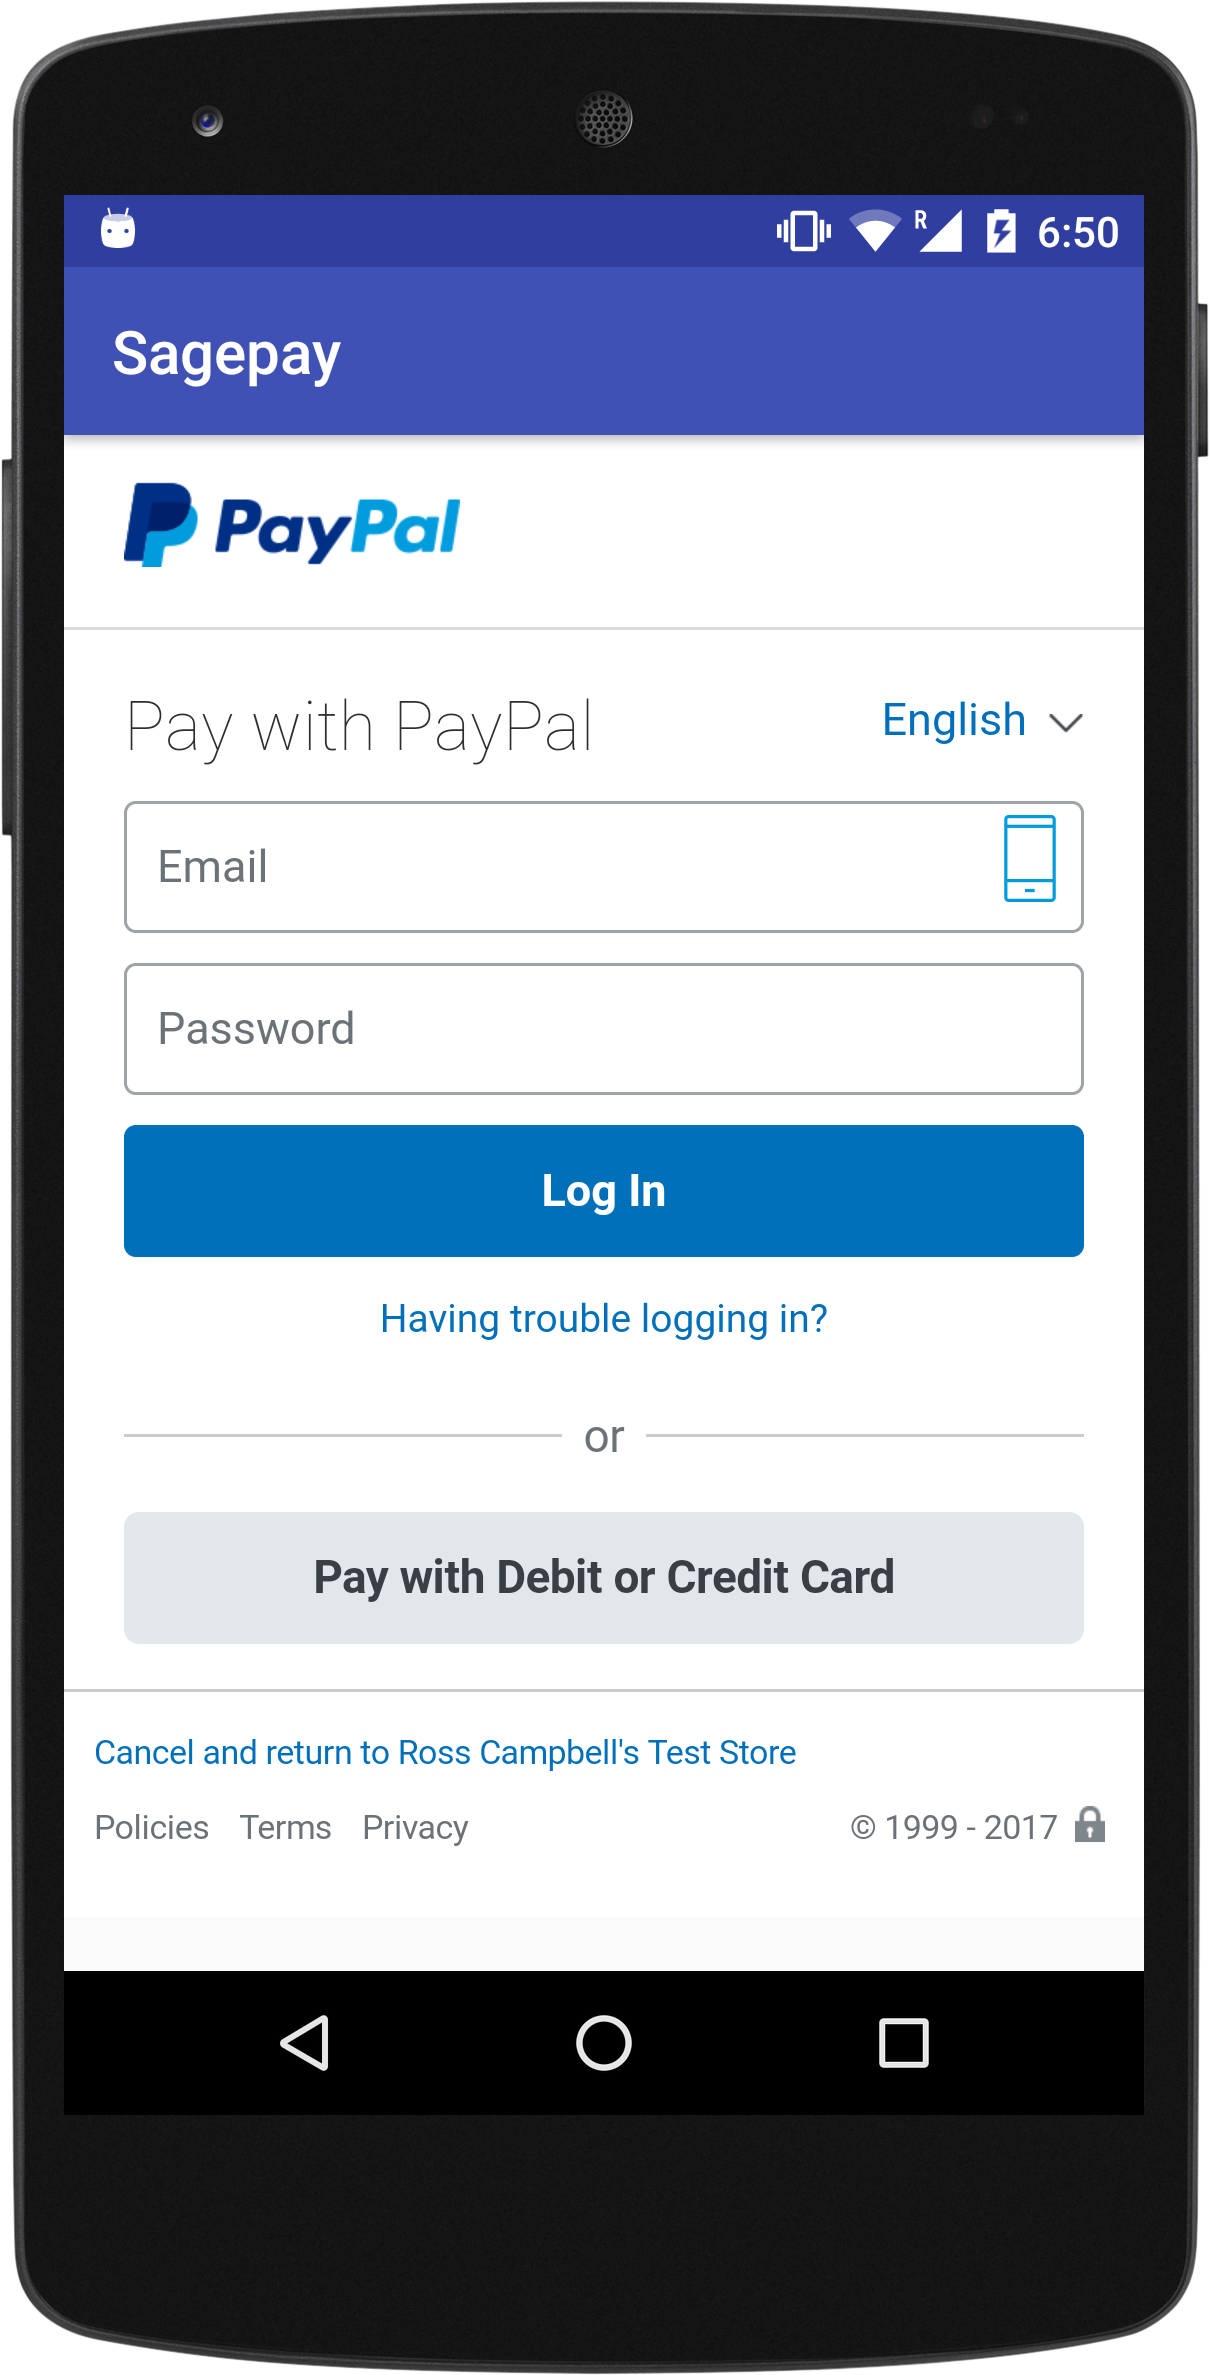 R 6:50
Sagepay
PayPal
Pay with PayPal English
Email
Password
Log In
Having trouble logging in?
or
Pay with Debit or Credit Card
Cancel and return to Ross Campbell's Test Store
Policies Terms Privacy © 1999 - 2017